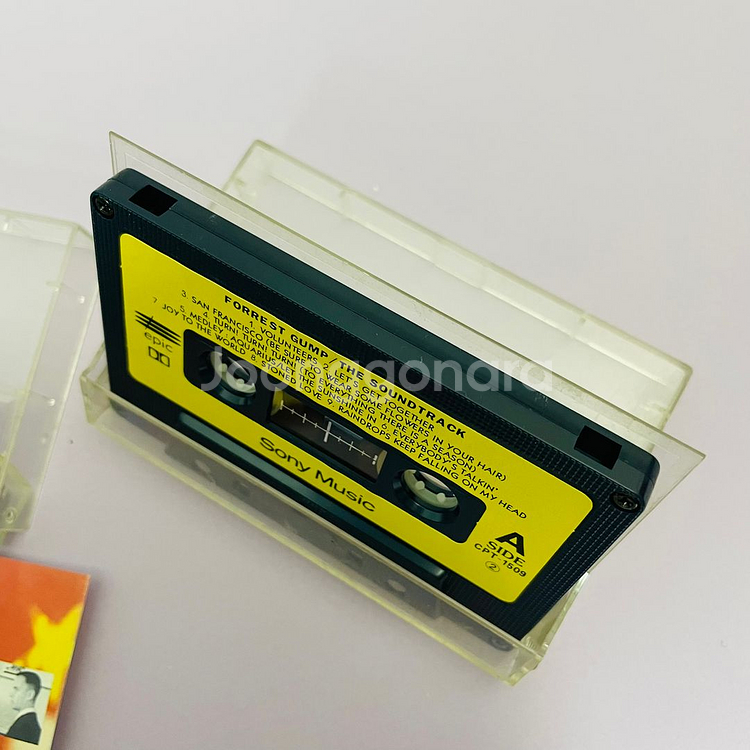 FORREST GUMP - THE SOUNDTRACK
1. VOLUNTEERS 2. LET'S GET TOGETHER
3. SAN FRANCISCO (BE SURE TO WEAR SOME FLOWERS IN YOUR HAIR)
4. TURN! TURN! TURN! (TO EVERYTHING THERE IS A SEASON)
5. MEDLEY: AQUARIUS/LET THE SUNSHINE IN 6. EVERYBODY'S TALKIN'
7. JOY TO THE WORLD 8. STONED LOVE 9. RAINDROPS KEEP FALLING ON MY HEAD
epic
Sony Music
A
SIDE
CPT-1509
②